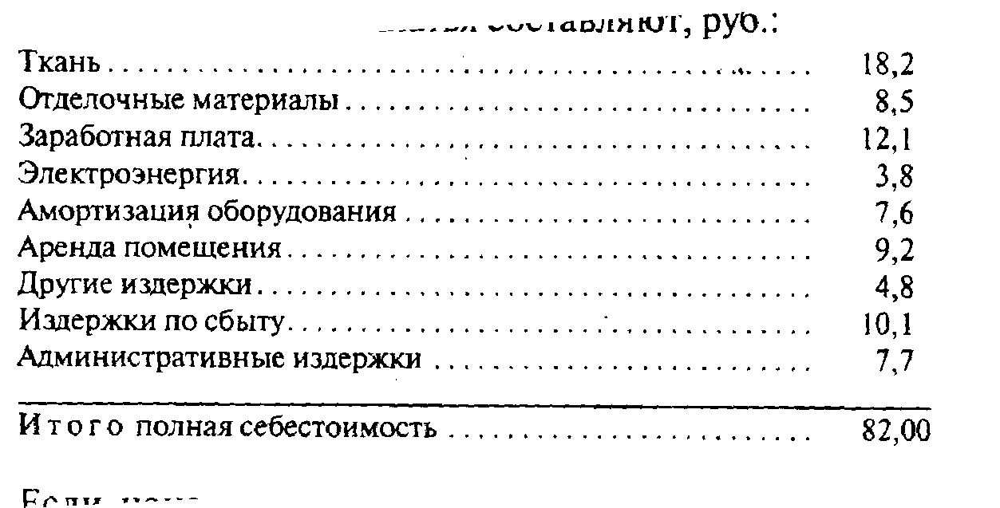 составляют, руб.:
Ткань........................................ 18,2
Отделочные материалы................................ 8,5
Заработная плата...................................... 12,1
Электроэнергия....................................... 3,8
Амортизация оборудования............................ 7,6
Аренда помещения.................................... 9,2
Другие издержки...................................... 4,8
Издержки по сбыту.................................... 10,1
Административные издержки .......................... 7,7
Итого полная себестоимость ......................... 82,00
Если